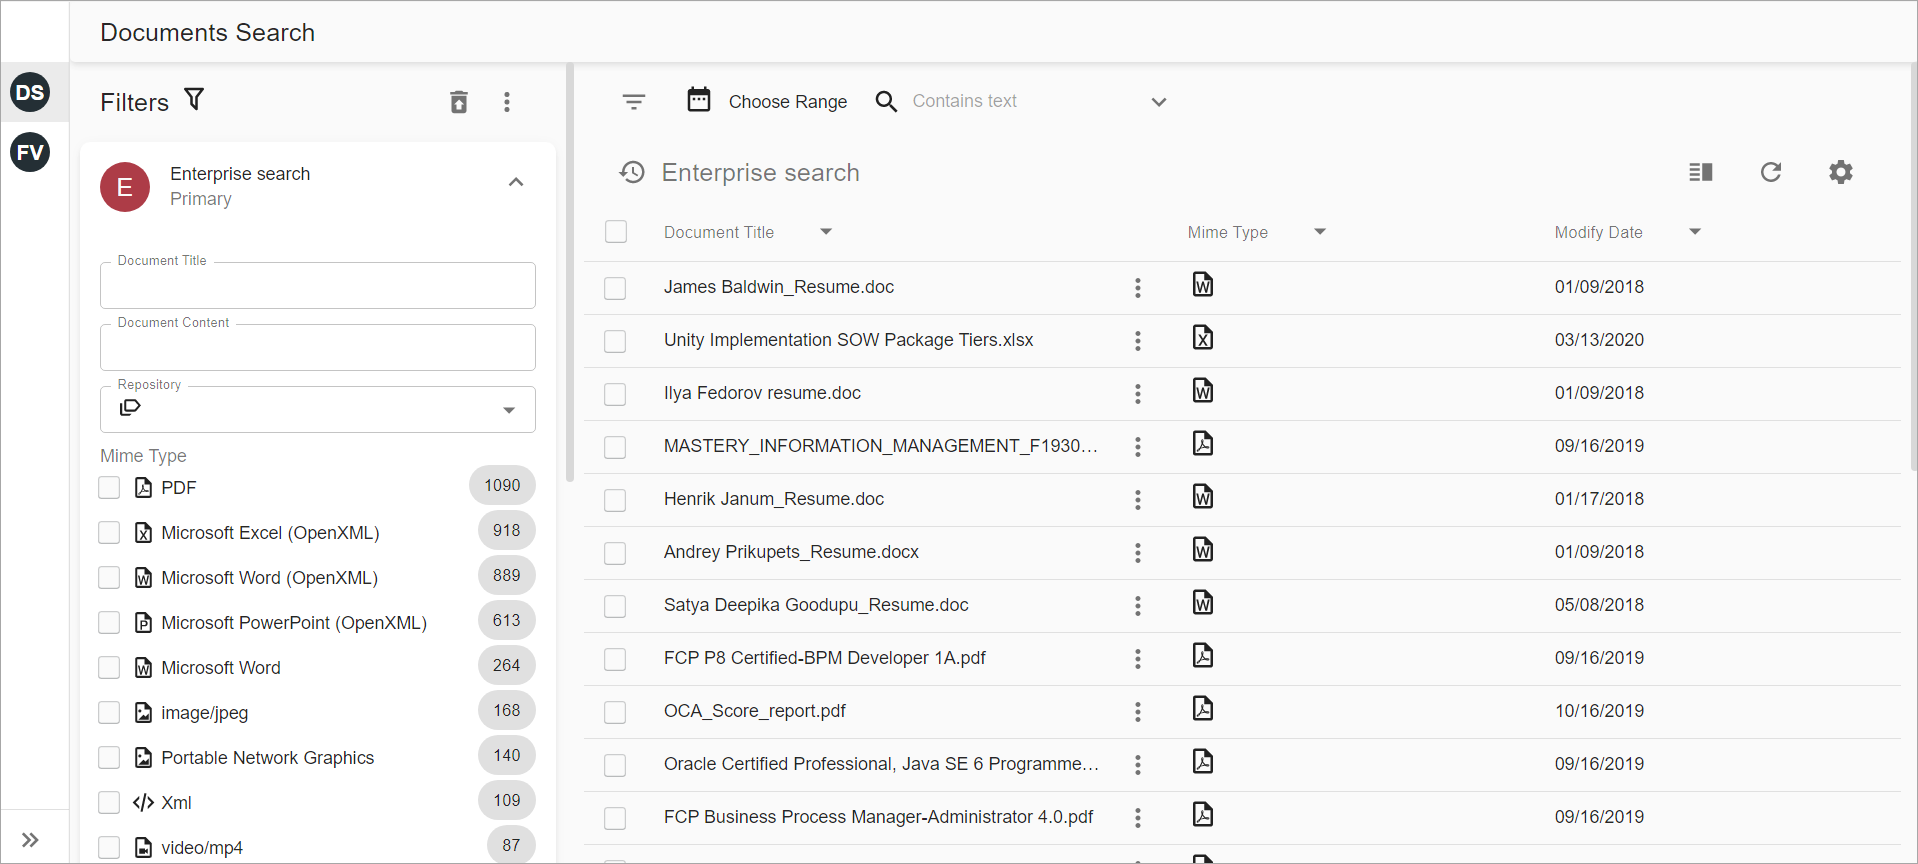 Documents Search
DS
FV
Filters
E
Enterprise search
Primary
Document Title
Document Content
Repository
Mime Type
PDF 1090
Microsoft Excel (OpenXML) 918
Microsoft Word (OpenXML) 889
Microsoft PowerPoint (OpenXML) 613
Microsoft Word 264
image/jpeg 168
Portable Network Graphics 140
Xml 109
video/mp4 87
Choose Range Contains text
Enterprise search
Document Title Mime Type Modify Date
James Baldwin_Resume.doc 01/09/2018
Unity Implementation SOW Package Tiers.xlsx 03/13/2020
Ilya Fedorov resume.doc 01/09/2018
MASTERY_INFORMATION_MANAGEMENT_F1930... 09/16/2019
Henrik Janum_Resume.doc 01/17/2018
Andrey Prikupets_Resume.docx 01/09/2018
Satya Deepika Goodupu_Resume.doc 05/08/2018
FCP P8 Certified-BPM Developer 1A.pdf 09/16/2019
OCA_Score_report.pdf 10/16/2019
Oracle Certified Professional, Java SE 6 Programme... 09/16/2019
FCP Business Process Manager-Administrator 4.0.pdf 09/16/2019